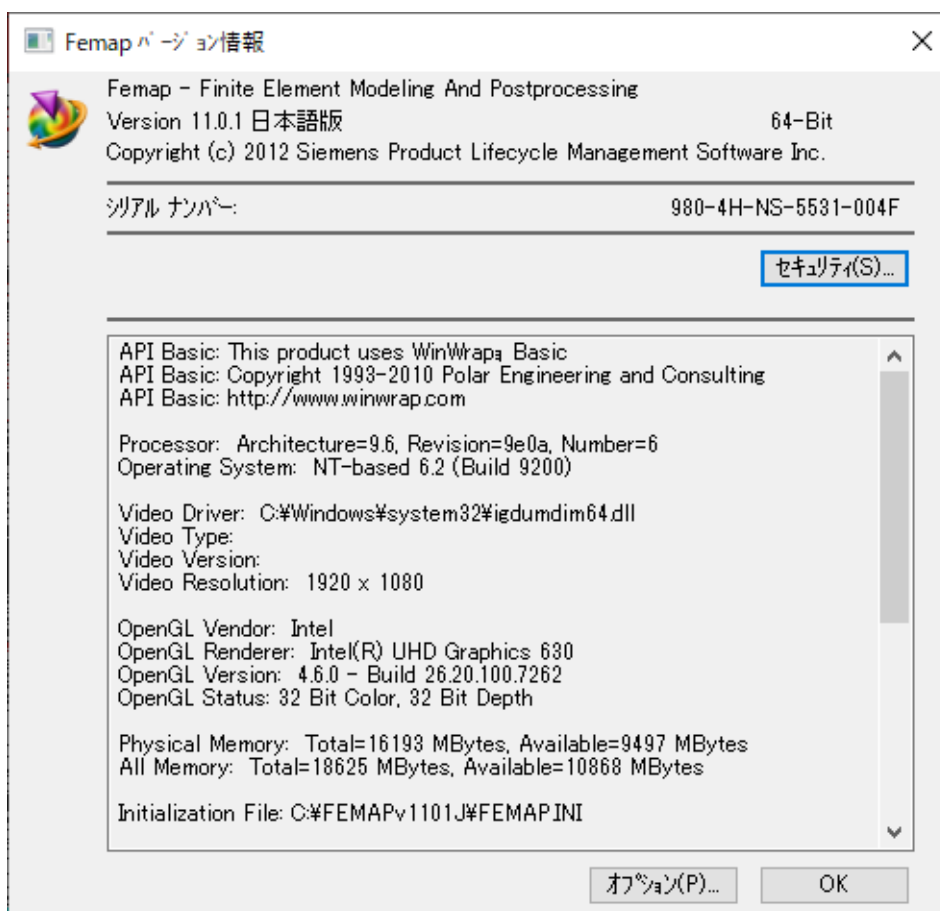 Femap バージョン情報
Femap - Finite Element Modeling And Postprocessing
Version 11.0.1 日本語版 64-Bit
Copyright (c) 2012 Siemens Product Lifecycle Management Software Inc.
シリアル ナンバー: 980-4H-NS-5531-004F
セキュリティ(S)...
API Basic: This product uses WinWrapョ Basic
API Basic: Copyright 1993-2010 Polar Engineering and Consulting
API Basic: http://www.winwrap.com
Processor: Architecture=9.6, Revision=9e0a, Number=6
Operating System: NT-based 6.2 (Build 9200)
Video Driver: C:¥Windows¥system32¥igdumdim64.dll
Video Type:
Video Version:
Video Resolution: 1920 x 1080
OpenGL Vendor: Intel
OpenGL Renderer: Intel(R) UHD Graphics 630
OpenGL Version: 4.6.0 - Build 26.20.100.7262
OpenGL Status: 32 Bit Color, 32 Bit Depth
Physical Memory: Total=16193 MBytes, Available=9497 MBytes
All Memory: Total=18625 MBytes, Available=10868 MBytes
Initialization File: C:¥FEMAPv1101J¥FEMAP.INI
オプション(P)... OK